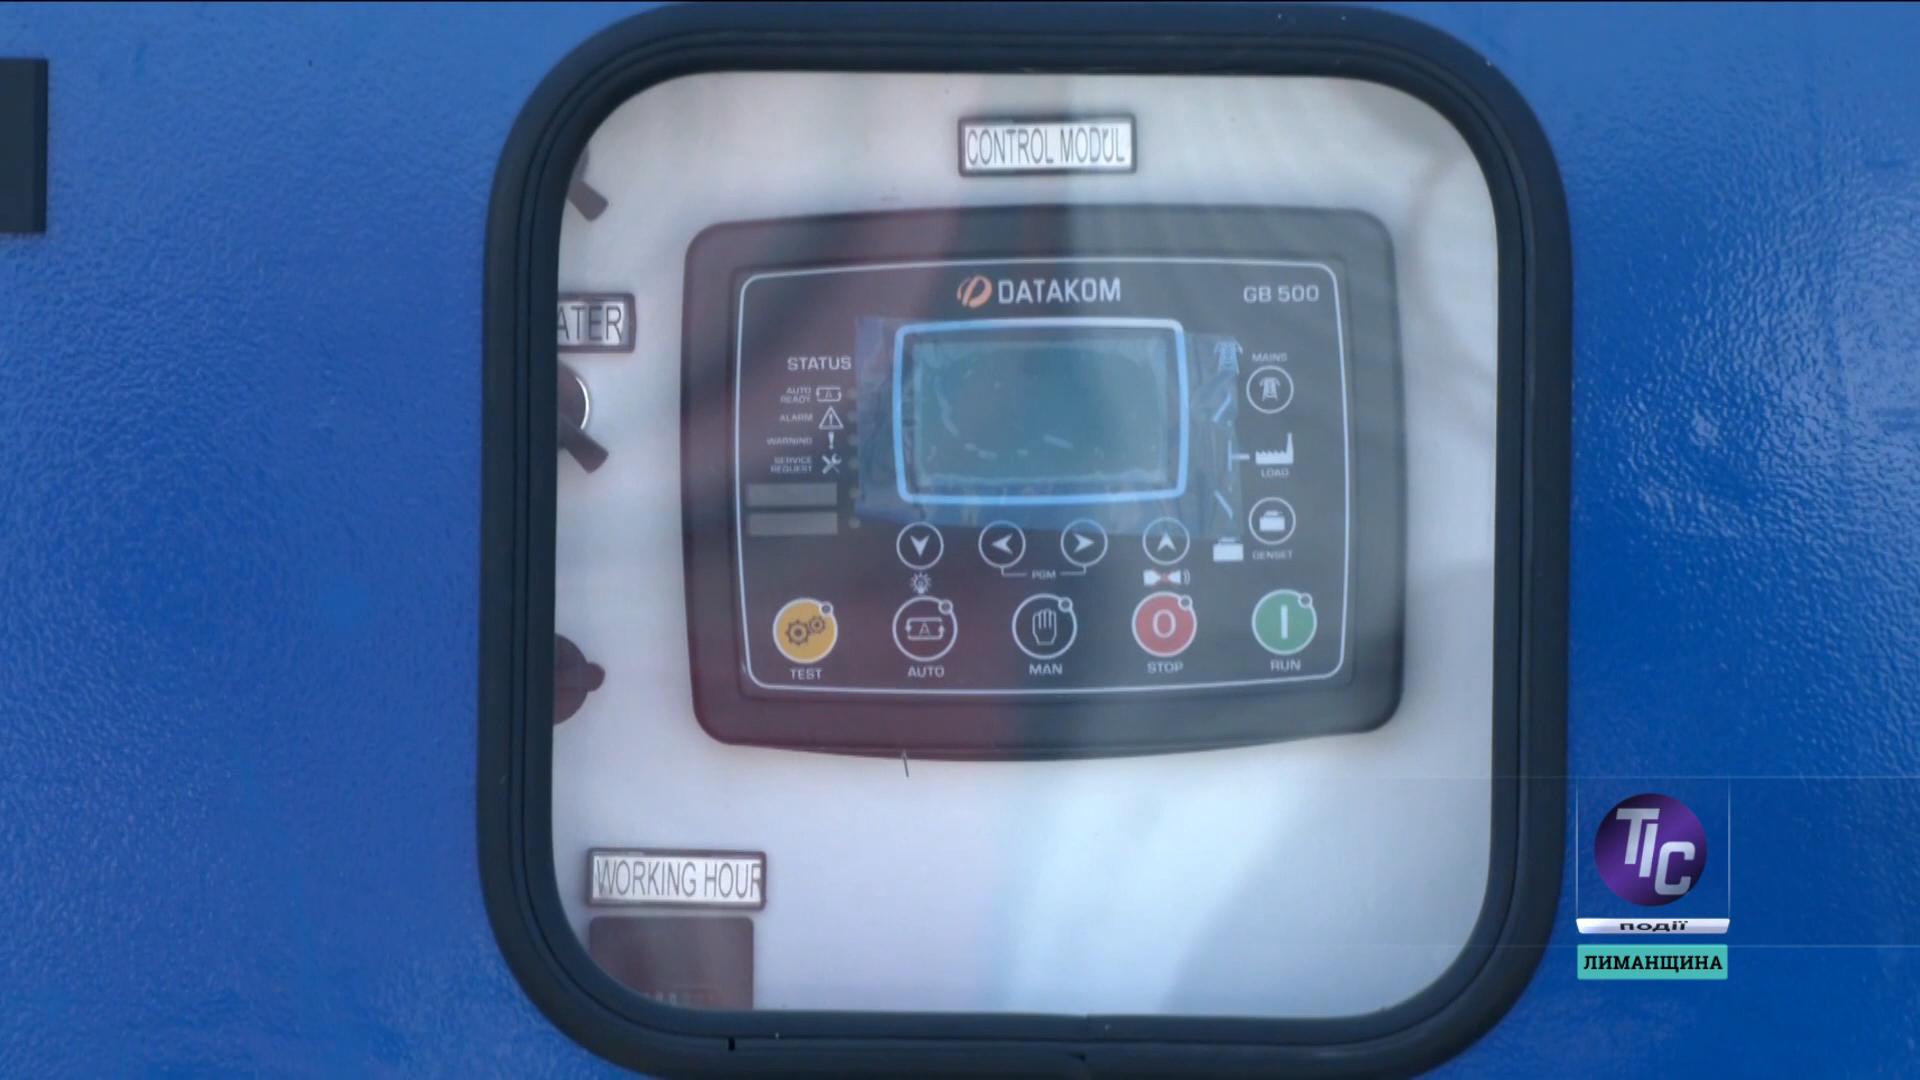 CONTROL MODUL
DATAKOM
GB 500
ATER
STATUS
AUTO
READY
ALARM
WARNING
SERVICE
REQUEST
MAINS
LOAD
GENSET
PGM
TEST
AUTO
MAN
STOP
RUN
WORKING HOUR
ТІС
події
ЛИМАНЩИНА